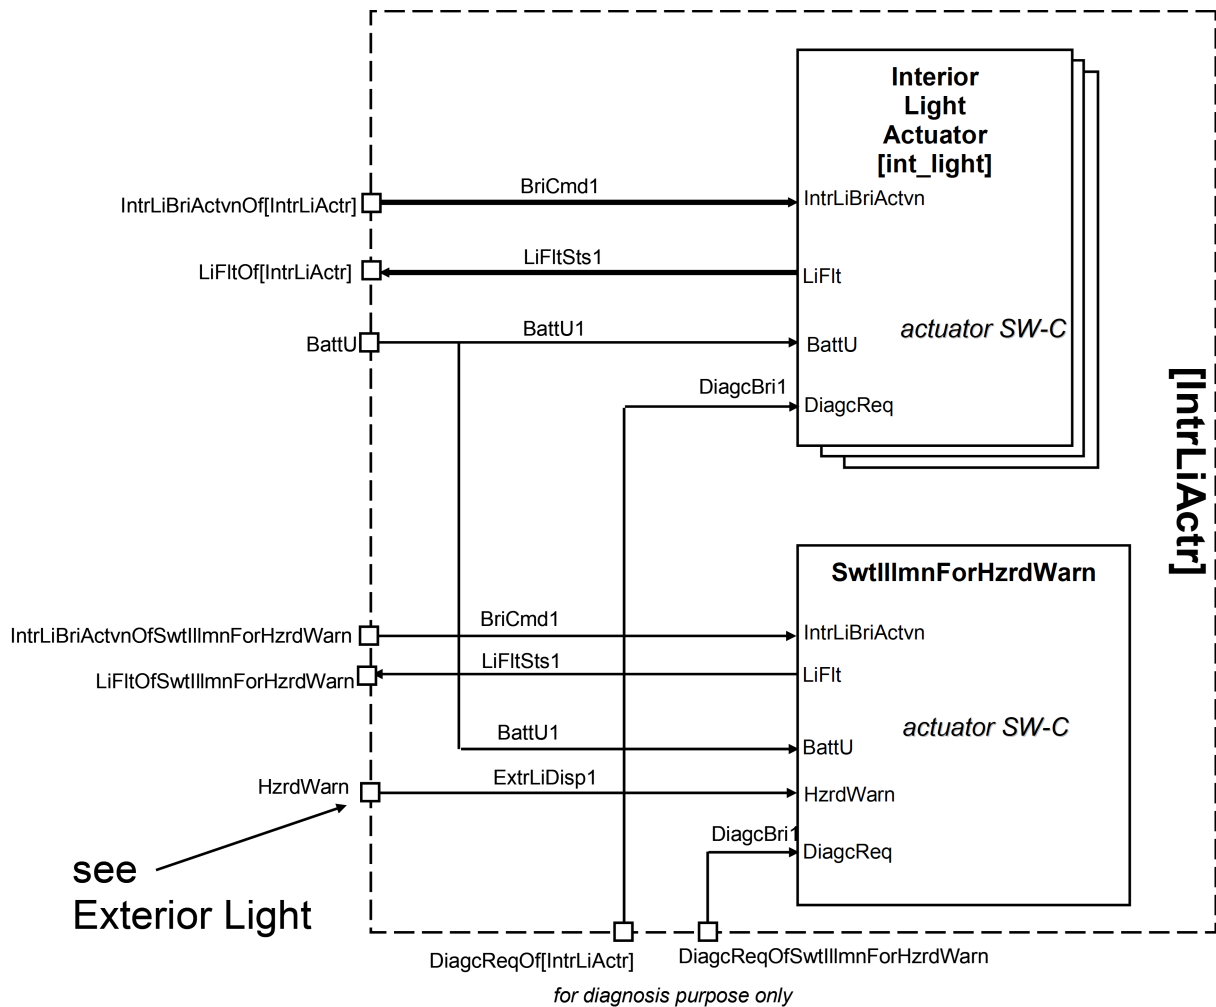 Interior
Light
Actuator
[int_light]
BriCmd1
IntrLiBriActvnOf[IntrLiActr]
IntrLiBriActvn
LiFltSts1
LiFltOf[IntrLiActr]
LiFlt
BattU1
actuator SW-C
BattU
BattU
DiagcBri1
DiagcReq
[IntrLiActr]
SwtIllmnForHzrdWarn
BriCmd1
IntrLiBriActvnOfSwtIllmnForHzrdWarn
IntrLiBriActvn
LiFltSts1
LiFltOfSwtIllmnForHzrdWarn
LiFlt
actuator SW-C
BattU1
BattU
HzrdWarn
ExtrLiDisp1
HzrdWarn
DiagcBri1
DiagcReq
see
Exterior Light
DiagcReqOf[IntrLiActr]
DiagcReqOfSwtIllmnForHzrdWarn
for diagnosis purpose only